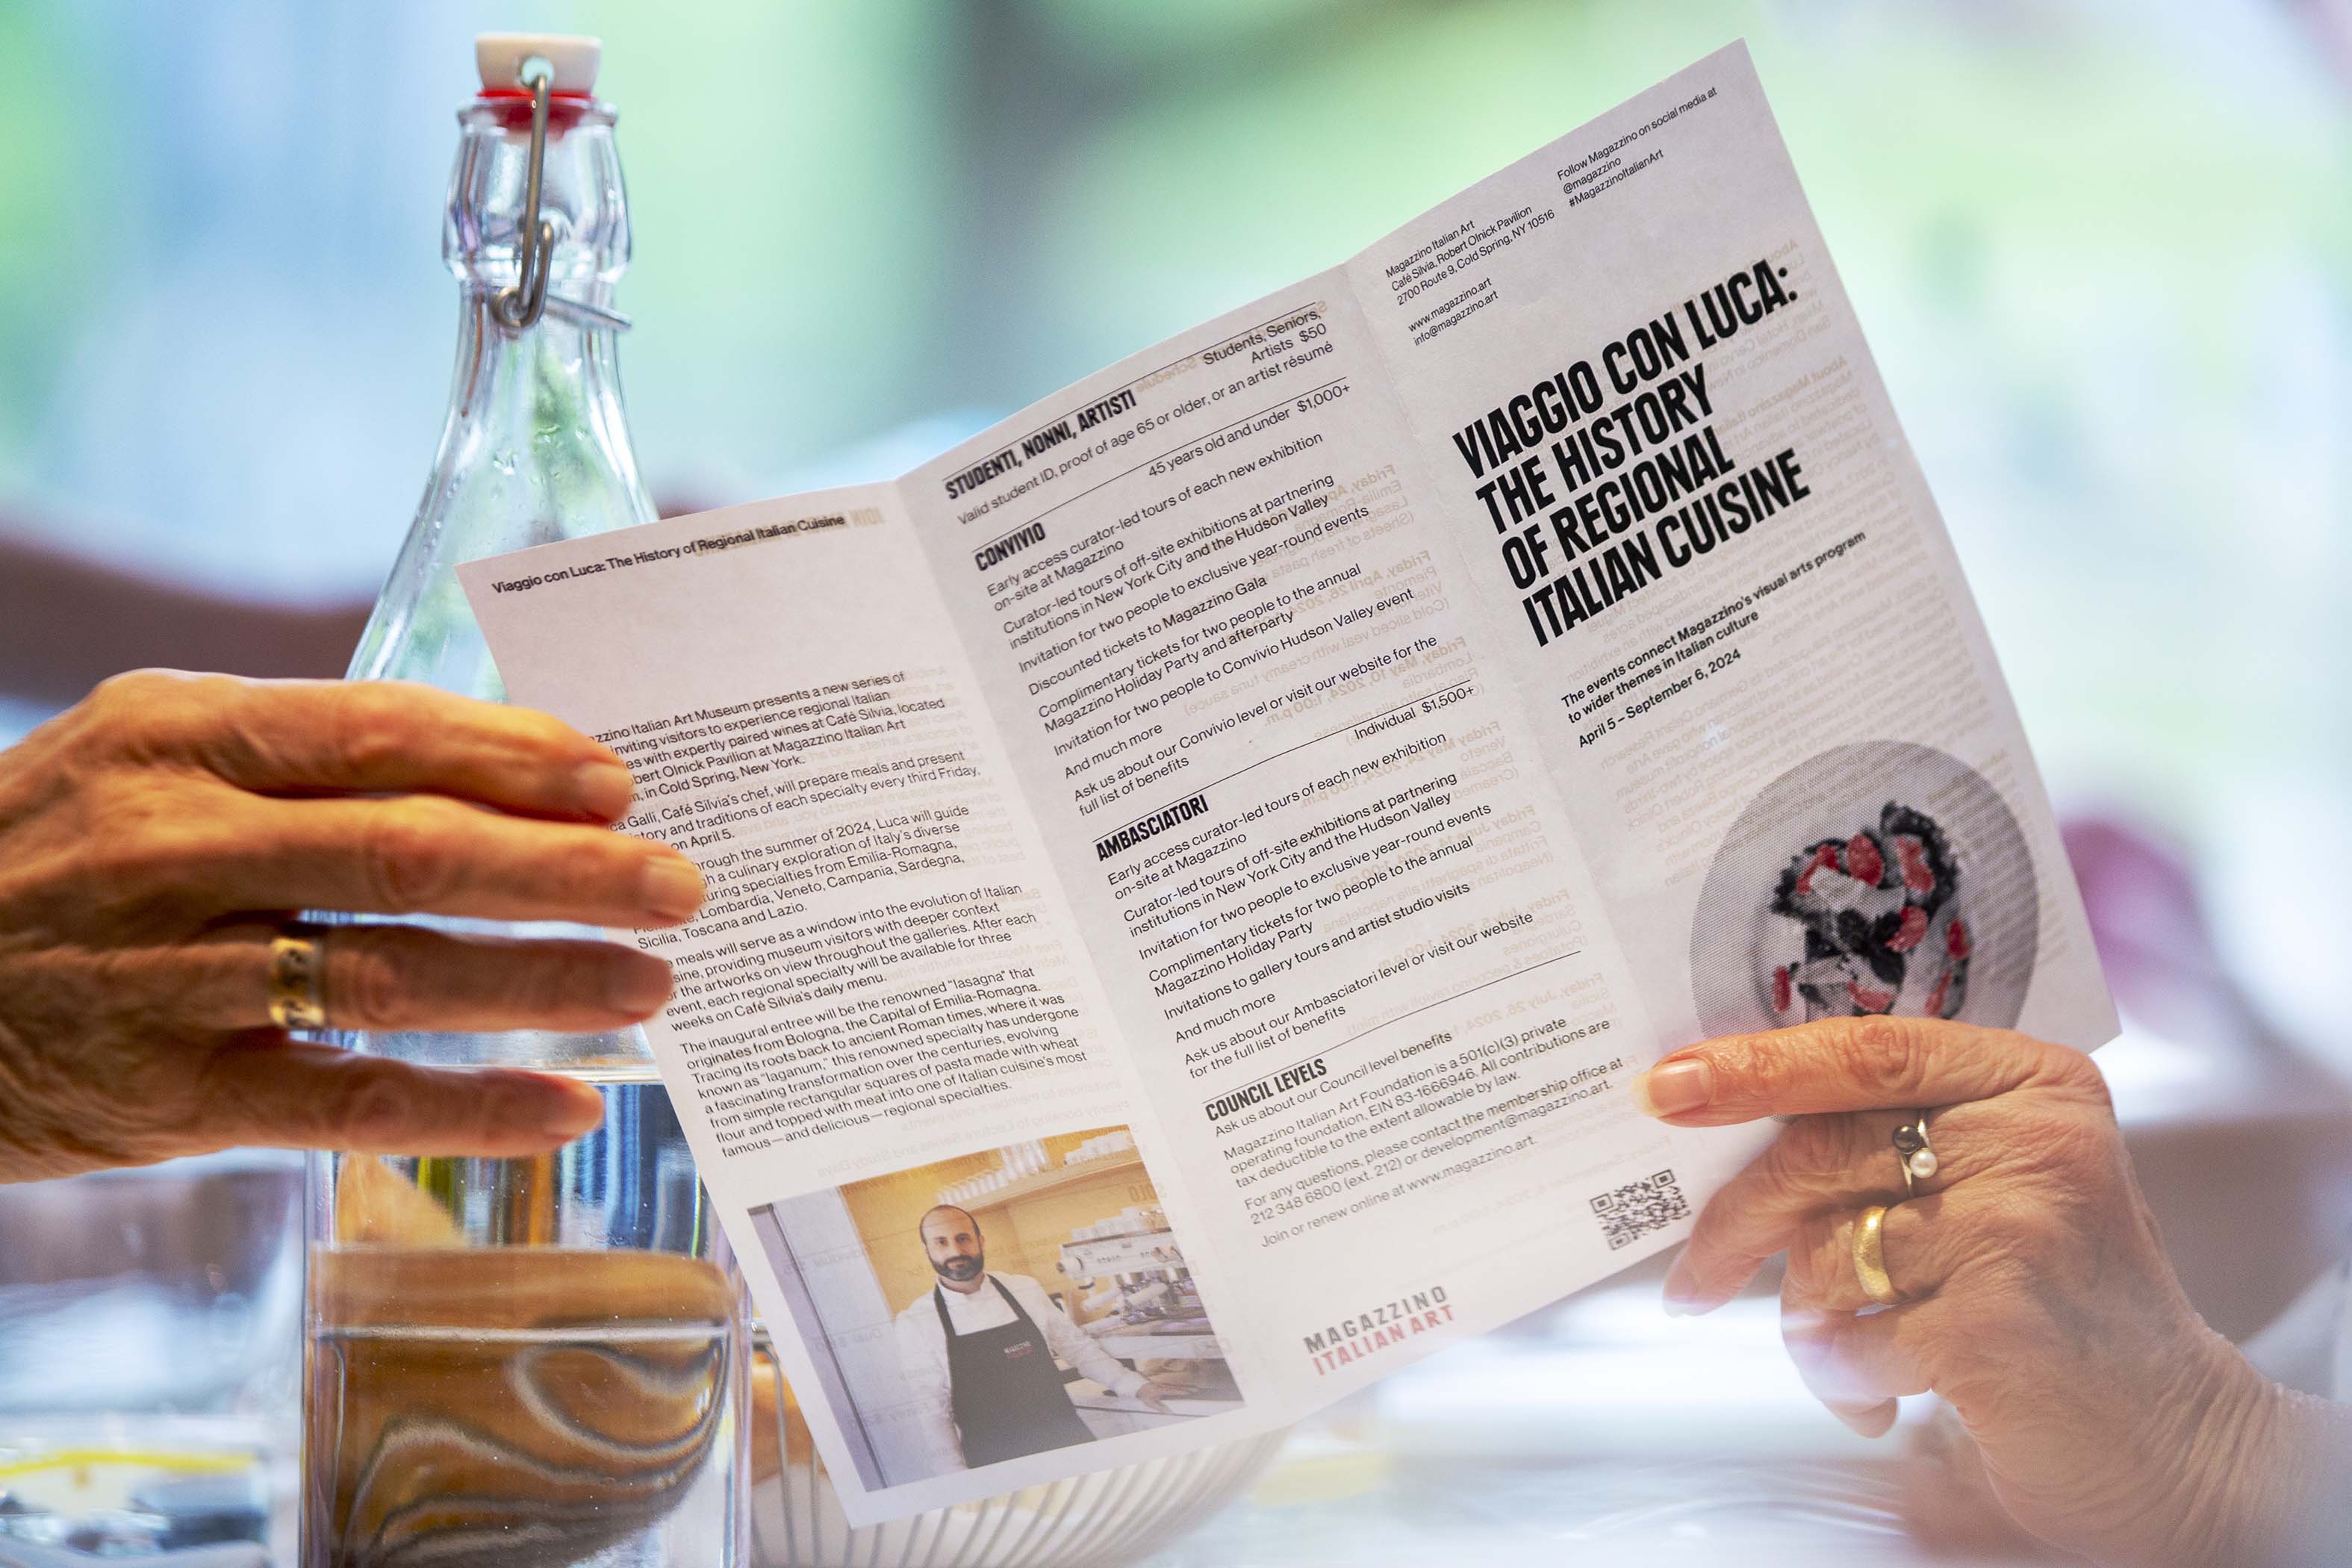 Viaggio con Luca: The History of Regional Italian Cuisine
zzino Italian Art Museum presents a new series of
inviting visitors to experience regional Italian
es with expertly paired wines at Café Silvia, located
bert Olnick Pavilion at Magazzino Italian Art
m, in Cold Spring, New York.
ca Galli, Café Silvia's chef, will prepare meals and present
story and traditions of each specialty every third Friday,
on April 5.
hrough the summer of 2024, Luca will guide
gh a culinary exploration of Italy's diverse
uring specialties from Emilia-Romagna,
Lombardia, Veneto, Campania, Sardegna,
Sicilia, Toscana and Lazio.
meals will serve as a window into the evolution of Italian
sine, providing museum visitors with deeper context
r the artworks on view throughout the galleries. After each
event, each regional specialty will be available for three
weeks on Café Silvia's daily menu.
The inaugural entree will be the renowned "lasagna" that
originates from Bologna, the Capital of Emilia-Romagna.
Tracing its roots back to ancient Roman times, where it was
known as "laganum," this renowned specialty has undergone
a fascinating transformation over the centuries, evolving
from simple rectangular squares of pasta made with wheat
flour and topped with meat into one of Italian cuisine's most
famous—and delicious—regional specialties.
STUDENTI, NONNI, ARTISTI
Students, Seniors,
Artists $50
Valid student ID, proof of age 65 or older, or an artist résumé
CONVIVIO
45 years old and under $1,000+
Early access curator-led tours of each new exhibition
on-site at Magazzino
Curator-led tours of off-site exhibitions at partnering
institutions in New York City and the Hudson Valley
Invitation for two people to exclusive year-round events
Discounted tickets to Magazzino Gala
Complimentary tickets for two people to the annual
Magazzino Holiday Party and afterparty
Invitation for two people to Convivio Hudson Valley event
And much more
Ask us about our Convivio level or visit our website for the
full list of benefits
AMBASCIATORI
Individual $1,500+
Early access curator-led tours of each new exhibition
on-site at Magazzino
Curator-led tours of off-site exhibitions at partnering
institutions in New York City and the Hudson Valley
Invitation for two people to exclusive year-round events
Complimentary tickets for two people to the annual
Magazzino Holiday Party
Invitations to gallery tours and artist studio visits
And much more
Ask us about our Ambasciatori level or visit our website
for the full list of benefits
COUNCIL LEVELS
Ask us about our Council level benefits
Magazzino Italian Art Foundation is a 501(c)(3) private
operating foundation, EIN 83-1666946. All contributions are
tax deductible to the extent allowable by law.
For any questions, please contact the membership office at
212 348 6800 (ext. 212) or development@magazzino.art.
Join or renew online at www.magazzino.art.
MAGAZZINO
ITALIAN ART
Magazzino Italian Art
Café Silvia, Robert Olnick Pavilion
2700 Route 9, Cold Spring, NY 10516
www.magazzino.art
info@magazzino.art
Follow Magazzino on social media at
@magazzino
#MagazzinoItalianArt
VIAGGIO CON LUCA:
THE HISTORY
OF REGIONAL
ITALIAN CUISINE
The events connect Magazzino's visual arts program
to wider themes in Italian culture
April 5 – September 6, 2024